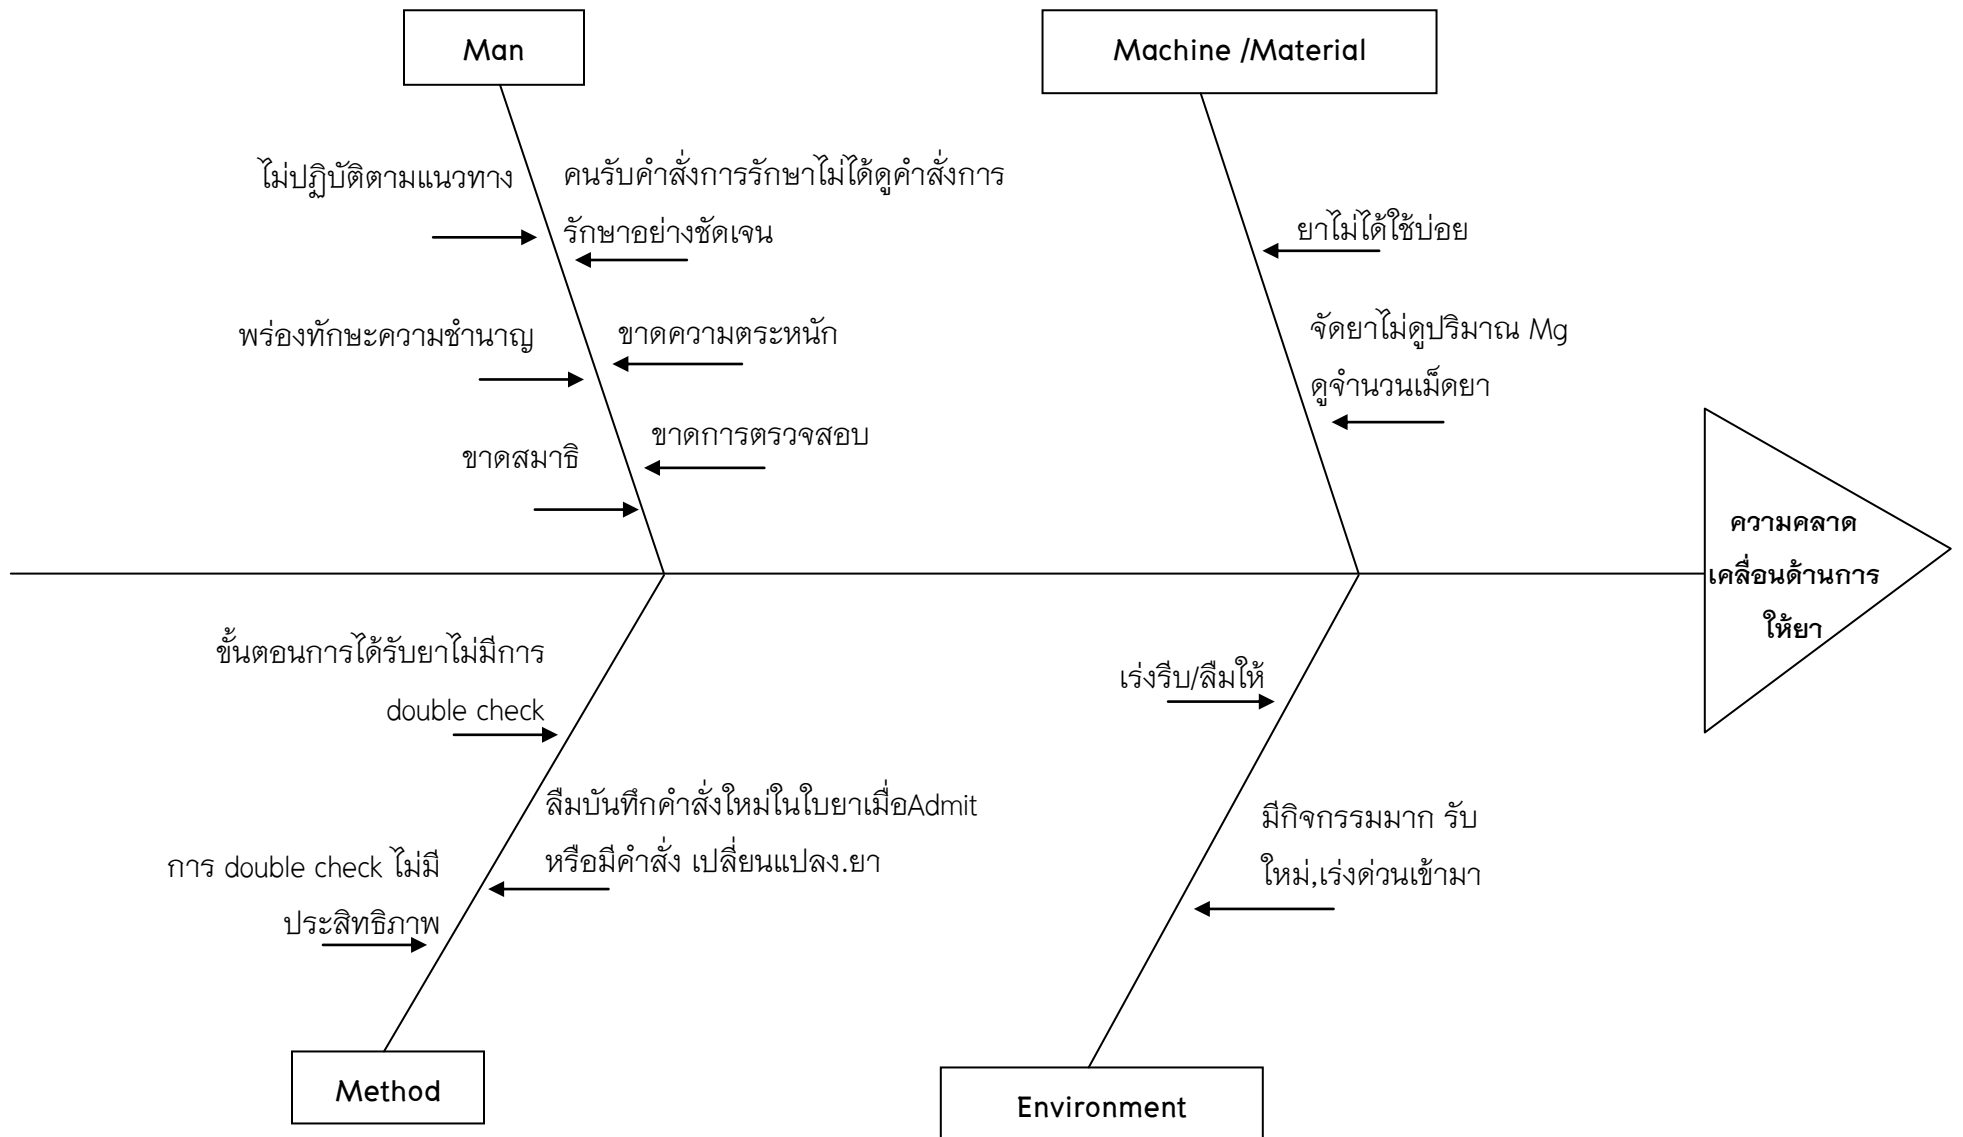 Man
Machine /Material
ไม่ปฏิบัติตามแนวทาง
คนรับคำสั่งการรักษาไม่ได้ดูคำสั่งการ
รักษาอย่างชัดเจน
พร่องทักษะความชำนาญ
ขาดความตระหนัก
ขาดสมาธิ
ขาดการตรวจสอบ
ยาไม่ได้ใช้บ่อย
จัดยาไม่ดูปริมาณ Mg
ดูจำนวนเม็ดยา
ความคลาด
เคลื่อนด้านการ
ให้ยา
ขั้นตอนการได้รับยาไม่มีการ
double check
ลืมบันทึกคำสั่งใหม่ในใบยาเมื่อAdmit
หรือมีคำสั่ง เปลี่ยนแปลง.ยา
การ double check ไม่มี
ประสิทธิภาพ
เร่งรีบ/ลืมให้
มีกิจกรรมมาก รับ
ใหม่,เร่งด่วนเข้ามา
Method
Environment